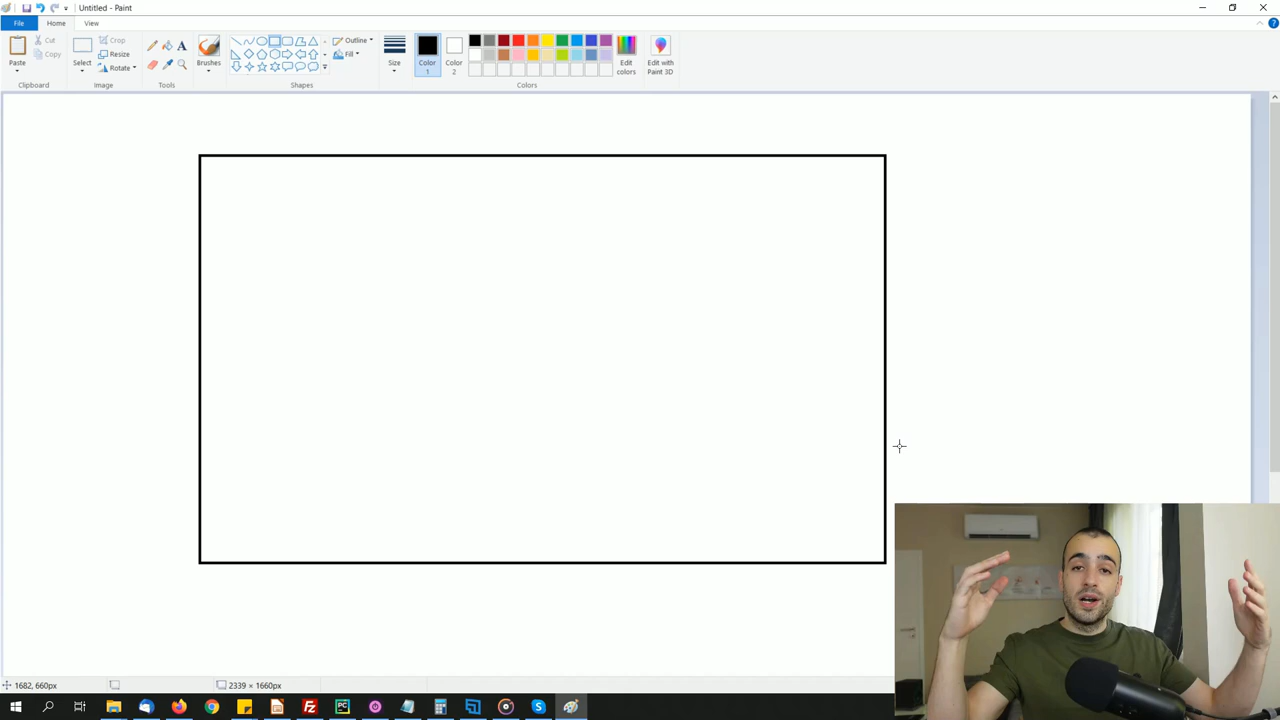 Untitled - Paint
File
Home
View
Paste
Cut
Copy
Clipboard
Select
Crop
Resize
Rotate
Image
Tools
A
Brushes
Shapes
Outline
Fill
Size
Color
1
Color
2
Edit
colors
Colors
Edit with
Paint 3D
1682, 660px
2339 × 1660px